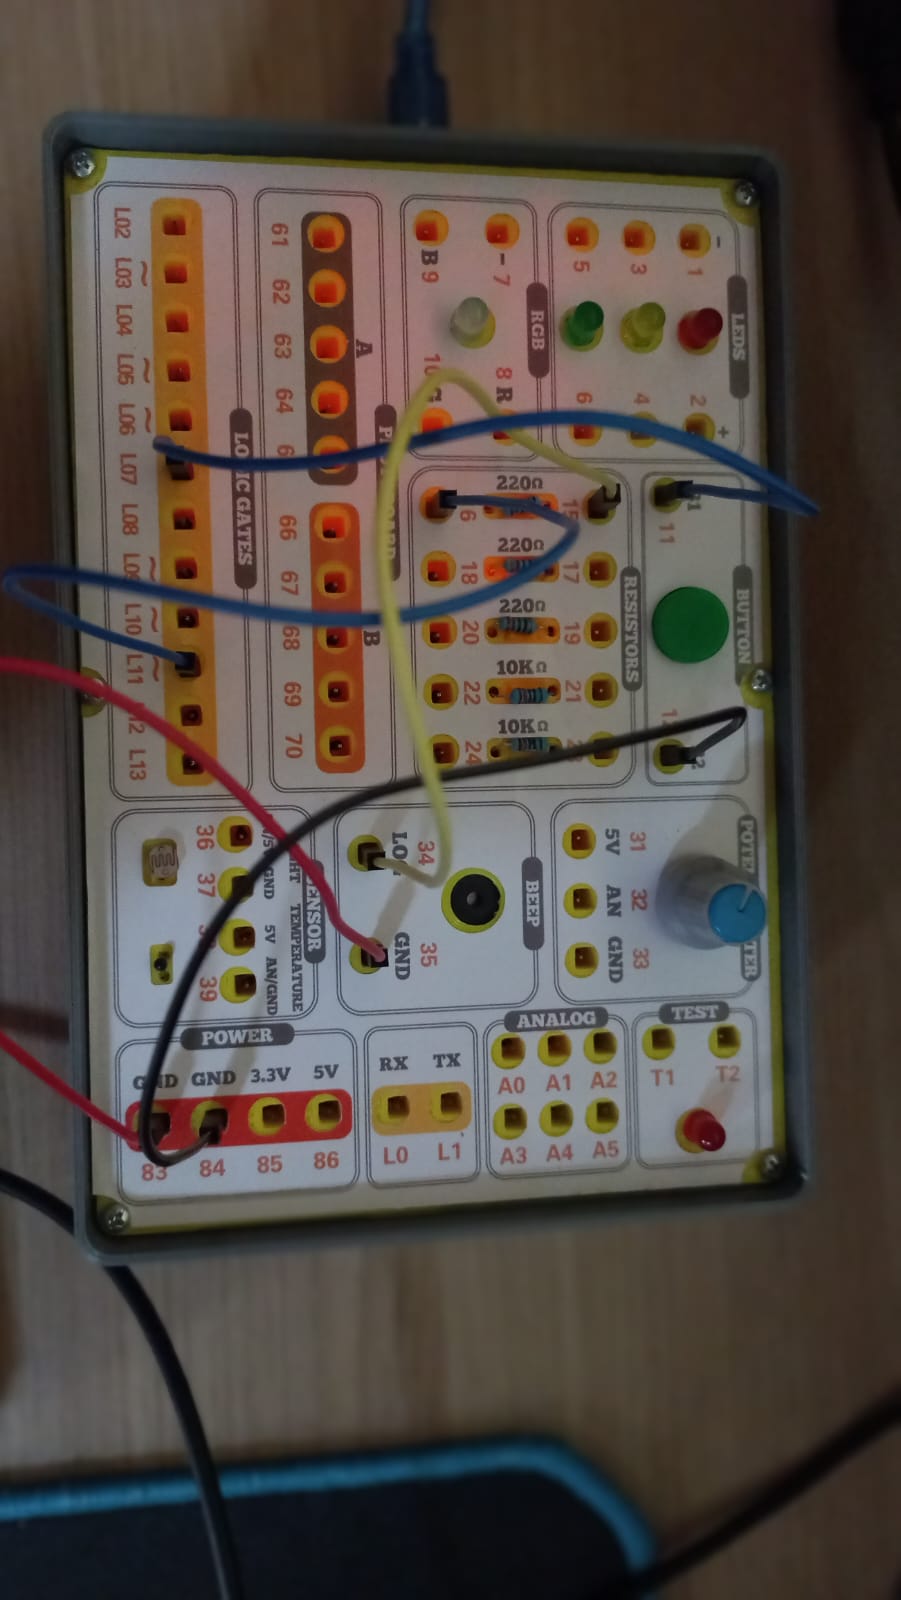 LEDS
-
1
3
5
2
+
4
6
RGB
- 7
B 9
8 R
LOGIC GATES
L02
~ L03
L04
~ L05
~ L06
L07
L08
~ L09
~ L10
~ L11
L13
A
61
62
63
64
66
67
68
69
70
B
RESISTORS
220Ω
15
220Ω
18
17
220Ω
20
19
10KΩ
22
21
10KΩ
24
BUTTON
11
SENSOR
TEMPERATURE
36
37
39
5V
AN/GND
BEEP
34
GND
35
5V
31
AN
32
GND
33
POWER
GND
GND
3.3V
5V
83
84
85
86
RX
TX
L0
L1
ANALOG
A0
A1
A2
A3
A4
A5
TEST
T1
T2